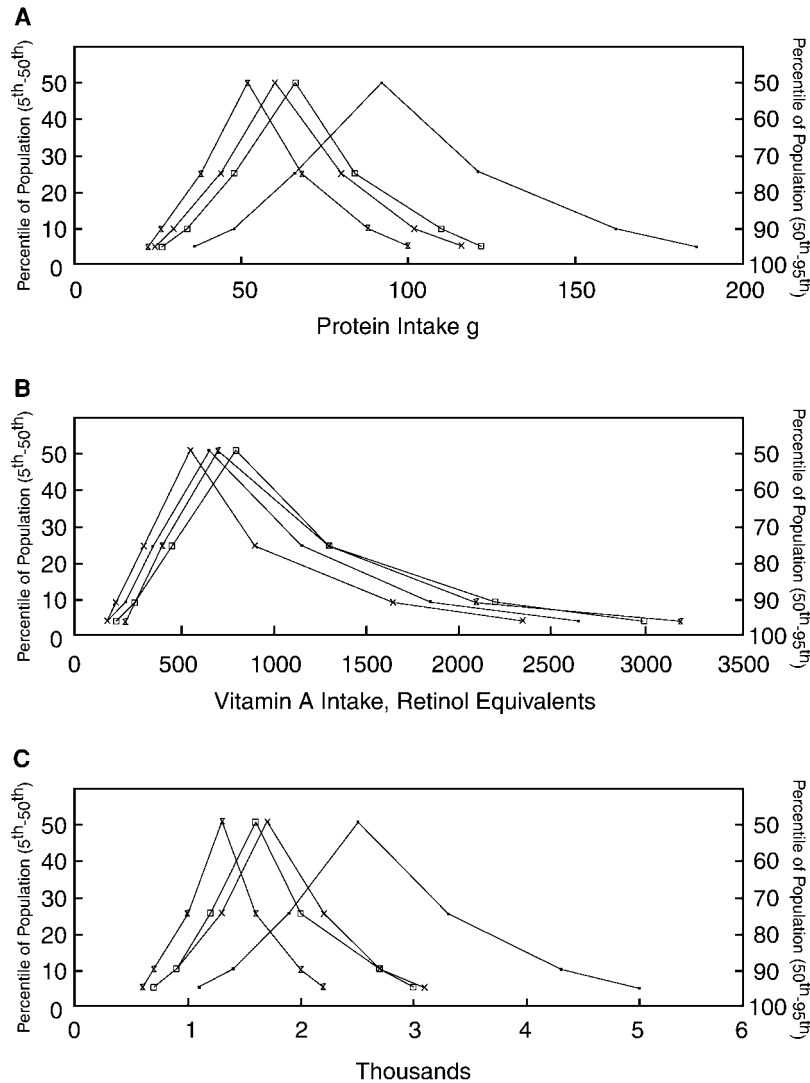 A
Percentile of Population (5th-50th)
50
40
30
20
10
0
50
60
70
80
90
100
Percentile of Population (50th-95th)
0 50 100 150 200
Protein Intake g
B
Percentile of Population (5th-50th)
50
40
30
20
10
0
50
60
70
80
90
100
Percentile of Population (50th-95th)
0 500 1000 1500 2000 2500 3000 3500
Vitamin A Intake, Retinol Equivalents
C
Percentile of Population (5th-50th)
50
40
30
20
10
0
50
60
70
80
90
100
Percentile of Population (50th-95th)
0 1 2 3 4 5 6
Thousands